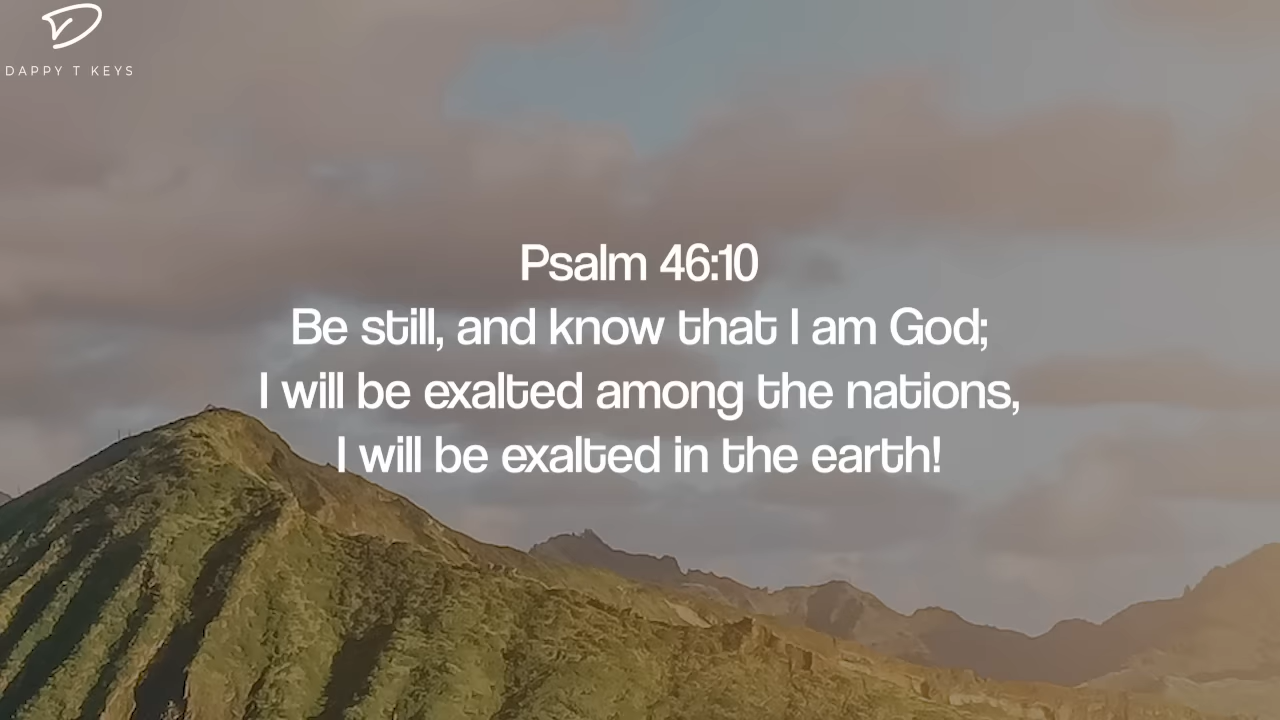 DAPPY T KEYS
Psalm 46:10
Be still, and know that I am God;
I will be exalted among the nations,
I will be exalted in the earth!